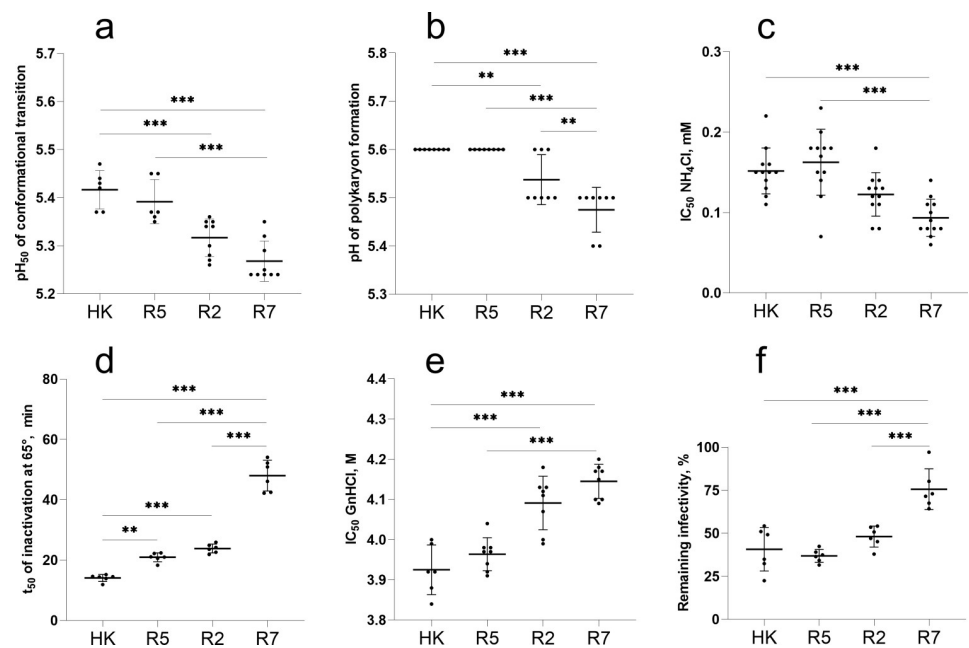 a
pH50 of conformational transition
5.7
5.6
5.5
5.4
5.3
5.2
***
***
***
HK R5 R2 R7
b
pH of polykaryon formation
5.8
5.7
5.6
5.5
5.4
5.3
***
**
***
**
HK R5 R2 R7
c
IC50 NH4Cl, mM
0.3
0.2
0.1
0.0
***
***
HK R5 R2 R7
d
t50 of inactivation at 65°, min
80
60
40
20
0
***
***
***
***
**
HK R5 R2 R7
e
IC50 GnHCl, M
4.4
4.3
4.2
4.1
4.0
3.9
3.8
***
***
***
HK R5 R2 R7
f
Remaining infectivity, %
100
75
50
25
0
***
***
***
HK R5 R2 R7